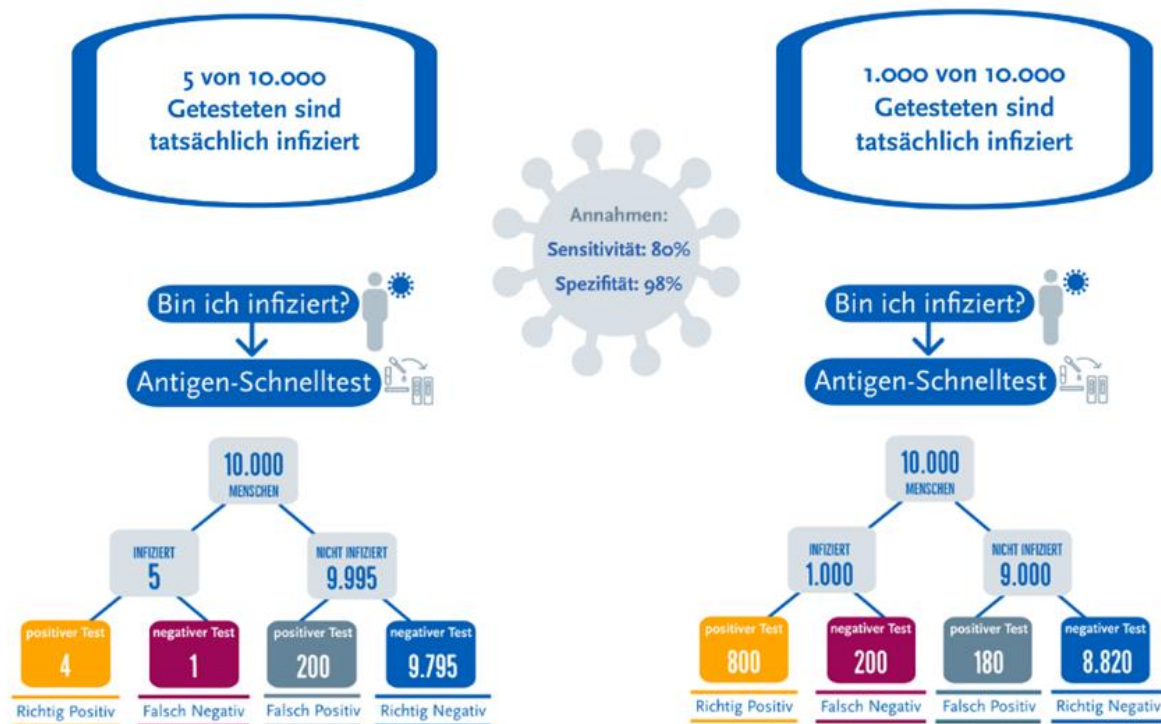 5 von 10.000
Getesteten sind
tatsächlich infiziert
Bin ich infiziert?
Antigen-Schnelltest
10.000
MENSCHEN
INFIZIERT
5
NICHT INFIZIERT
9.995
positiver Test
4
Richtig Positiv
negativer Test
1
Falsch Negativ
positiver Test
200
Falsch Positiv
negativer Test
9.795
Richtig Negativ
Annahmen:
Sensitivität: 80%
Spezifität: 98%
1.000 von 10.000
Getesteten sind
tatsächlich infiziert
Bin ich infiziert?
Antigen-Schnelltest
10.000
MENSCHEN
INFIZIERT
1.000
NICHT INFIZIERT
9.000
positiver Test
800
Richtig Positiv
negativer Test
200
Falsch Negativ
positiver Test
180
Falsch Positiv
negativer Test
8.820
Richtig Negativ